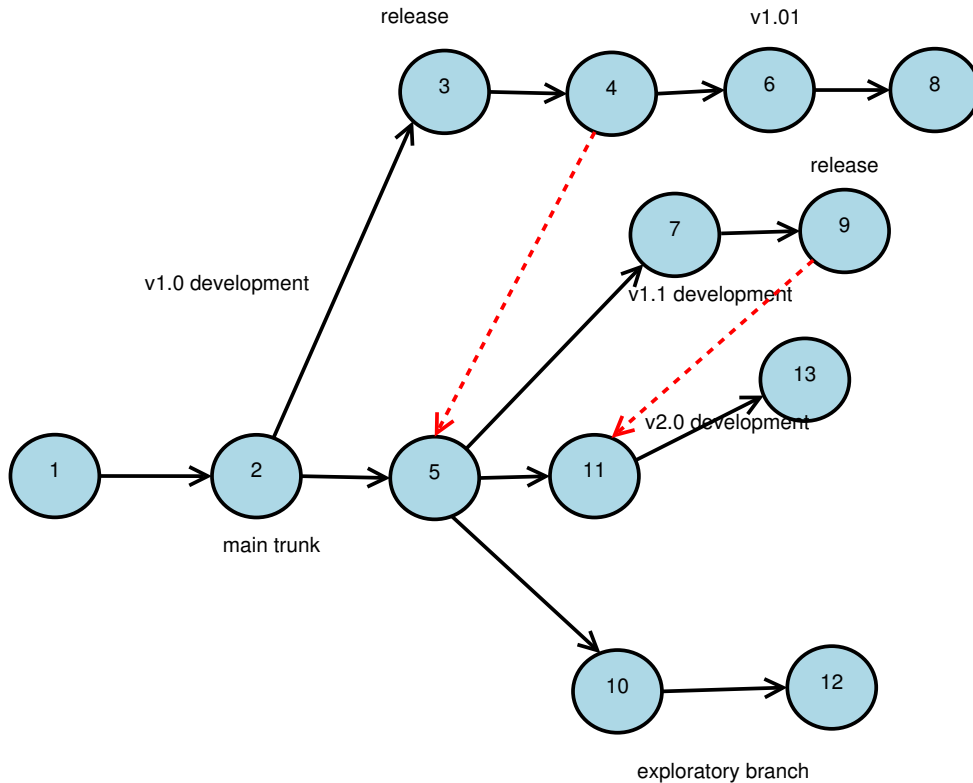 release
v1.01
3
4
6
8
release
7
9
v1.0 development
v1.1 development
13
v2.0 development
1
2
5
11
main trunk
10
12
exploratory branch